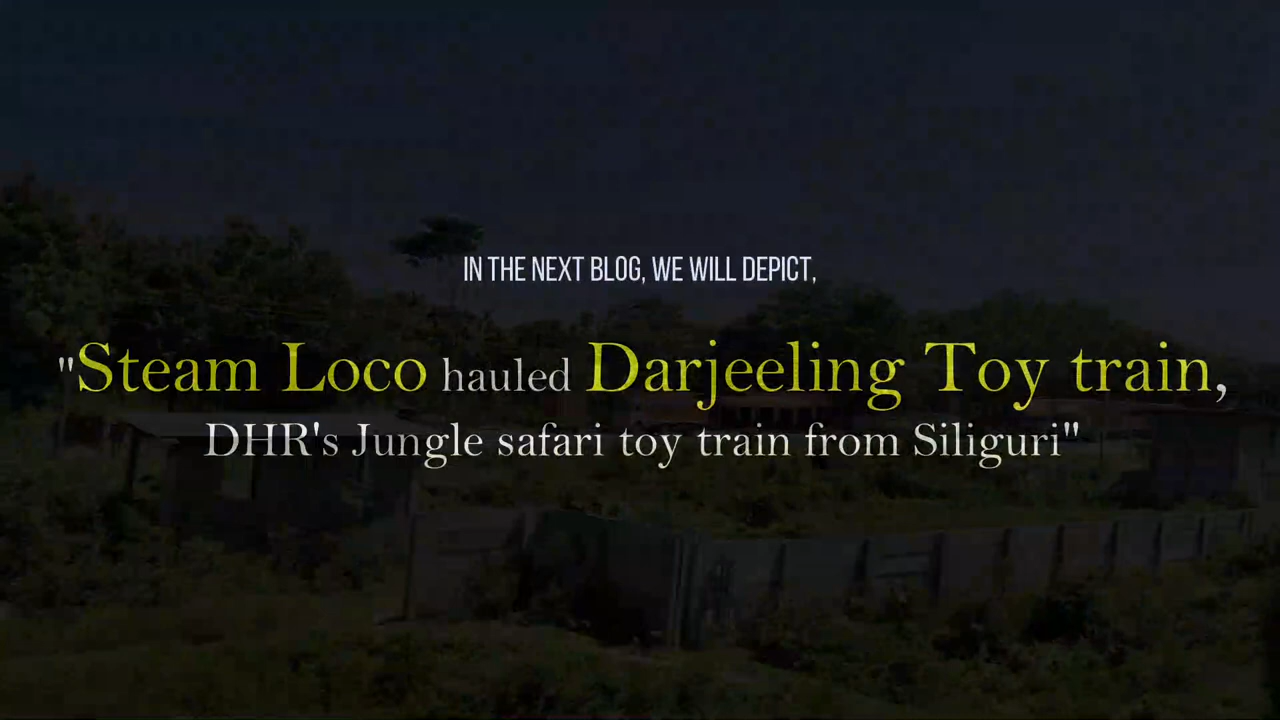 IN THE NEXT BLOG, WE WILL DEPICT,
"Steam Loco hauled Darjeeling Toy train,
DHR's Jungle safari toy train from Siliguri"